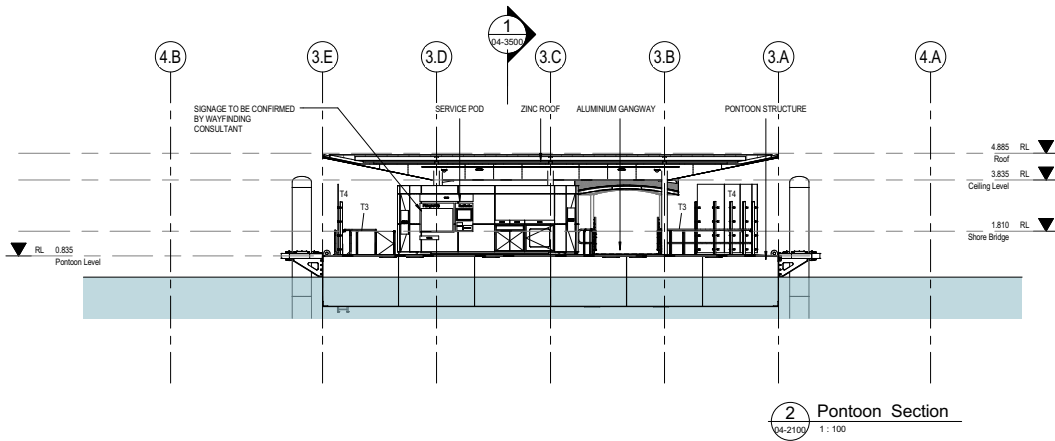 1
04-3500
4.B
3.E
3.D
3.C
3.B
3.A
4.A
SIGNAGE TO BE CONFIRMED
BY WAYFINDING
CONSULTANT
SERVICE POD
ZINC ROOF
ALUMINIUM GANGWAY
PONTOON STRUCTURE
4.885 RL
Roof
3.835 RL
Ceiling Level
T4
T3
T3
T4
1.810 RL
Shore Bridge
RL 0.835
Pontoon Level
2
04-2100
Pontoon Section
1 : 100